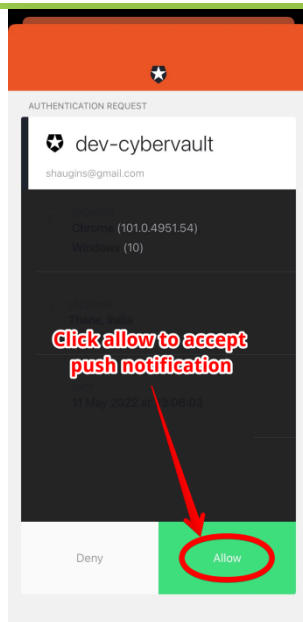 AUTHENTICATION REQUEST
dev-cybervault
shaugins@gmail.com
Chrome (101.0.4951.54)
Windows (10)
Thane, India
Click allow to accept
push notification
11 May 2022 at
Deny
Allow